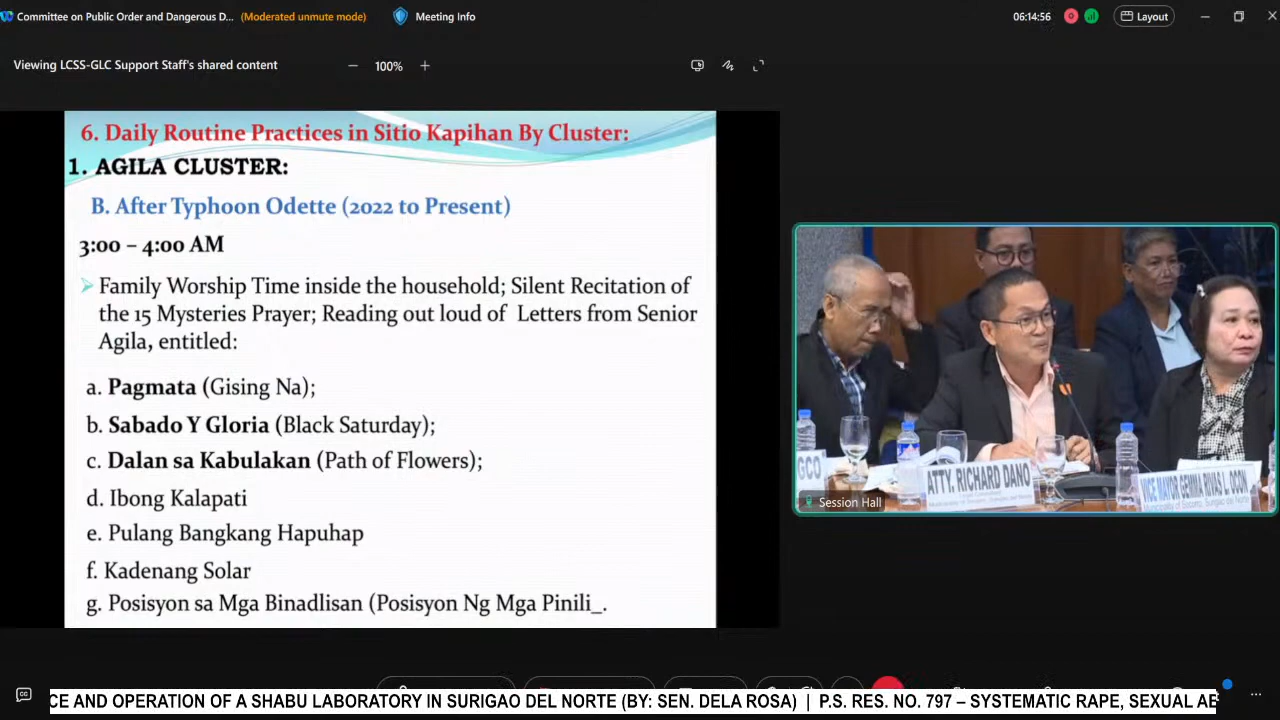 Committee on Public Order and Dangerous D... (Moderated unmute mode) Meeting Info 06:14:56 Layout
Viewing LCSS-GLC Support Staff's shared content 100%
6. Daily Routine Practices in Sitio Kapihan By Cluster:
1. AGILA CLUSTER:
B. After Typhoon Odette (2022 to Present)
3:00 – 4:00 AM
Family Worship Time inside the household; Silent Recitation of
the 15 Mysteries Prayer; Reading out loud of Letters from Senior
Agila, entitled:
a. Pagmata (Gising Na);
b. Sabado Y Gloria (Black Saturday);
c. Dalan sa Kabulakan (Path of Flowers);
d. Ibong Kalapati
e. Pulang Bangkang Hapuhap
f. Kadenang Solar
g. Posisyon sa Mga Binadlisan (Posisyon Ng Mga Pinili_.
GCO
ATTY. RICHARD DANO
VICE MAYOR GEMMA RIVAS L. OCON
Session Hall
CE AND OPERATION OF A SHABU LABORATORY IN SURIGAO DEL NORTE (BY: SEN. DELA ROSA) | P.S. RES. NO. 797 – SYSTEMATIC RAPE, SEXUAL AB